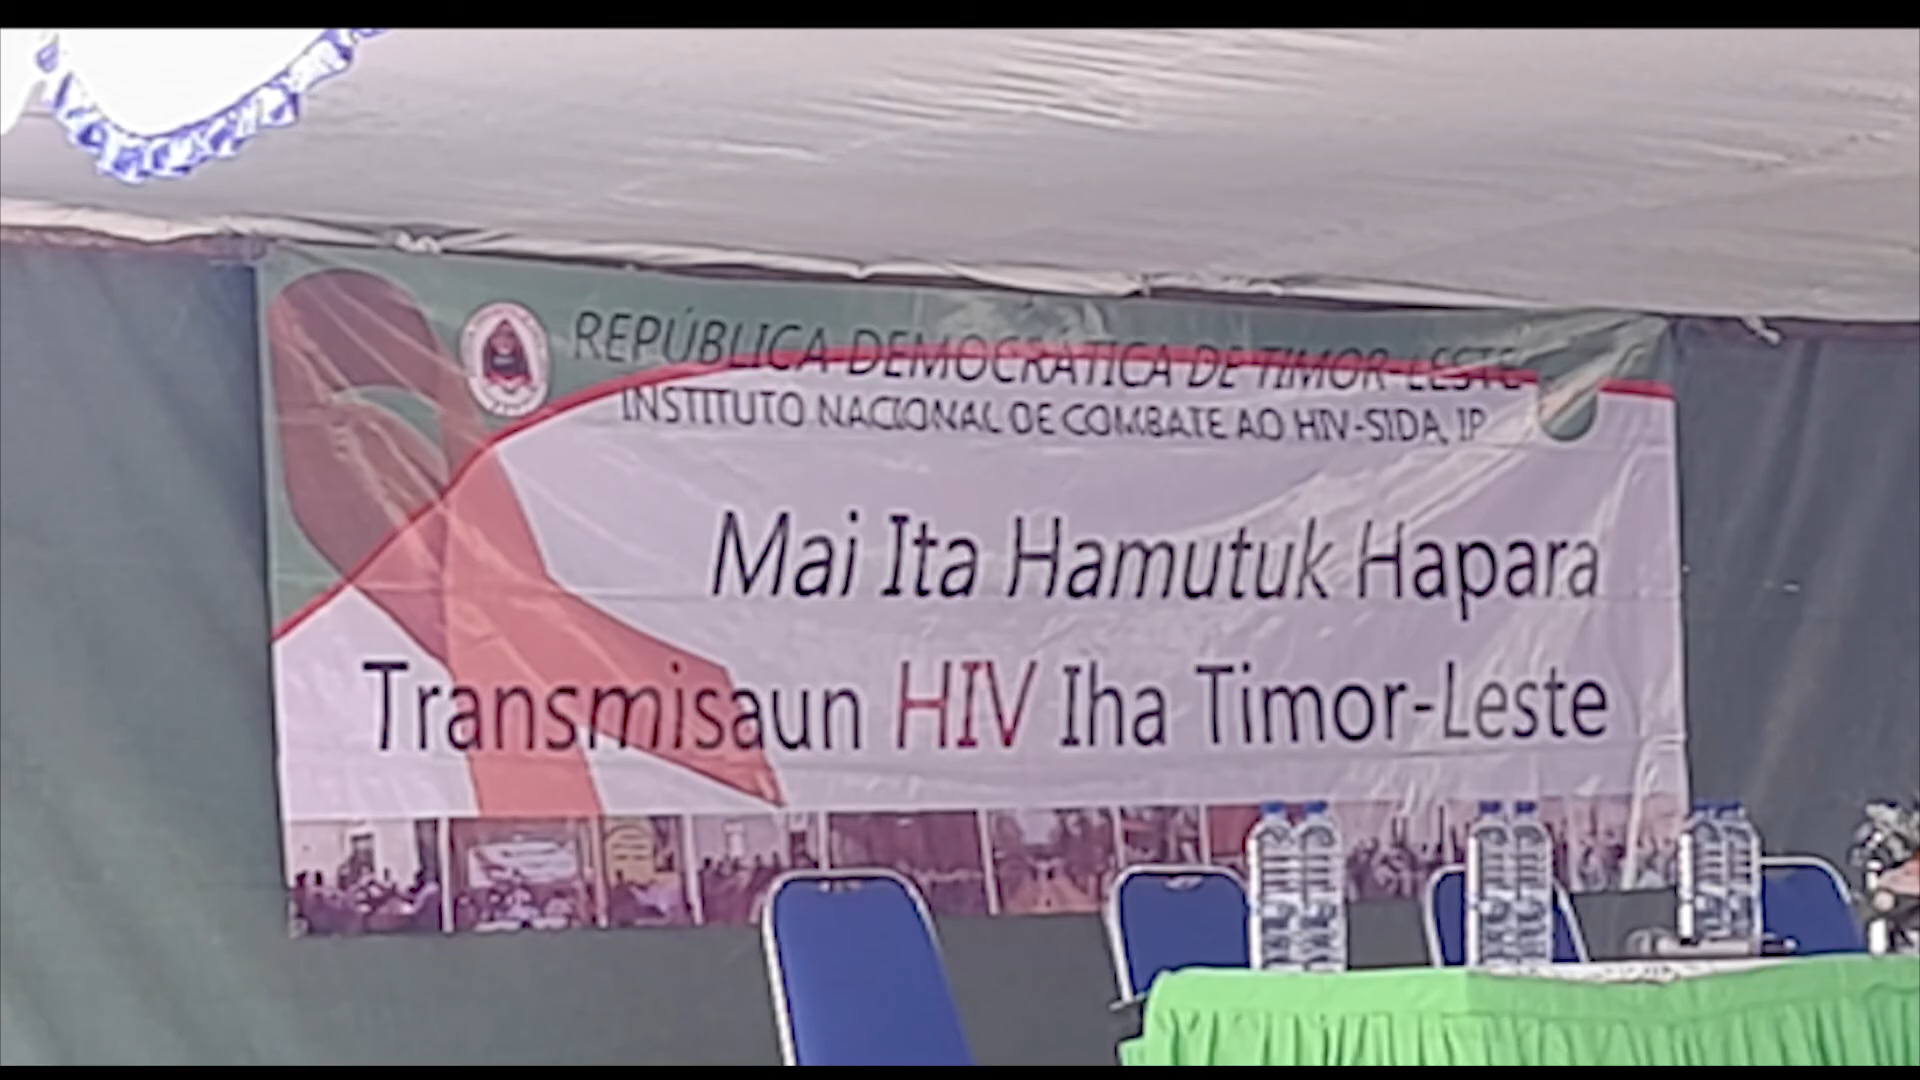 REPÚBLICA DEMOCRÁTICA DE TIMOR-LESTE
INSTITUTO NACIONAL DE COMBATE AO HIV-SIDA, IP
Mai Ita Hamutuk Hapara
Transmisaun HIV Iha Timor-Leste